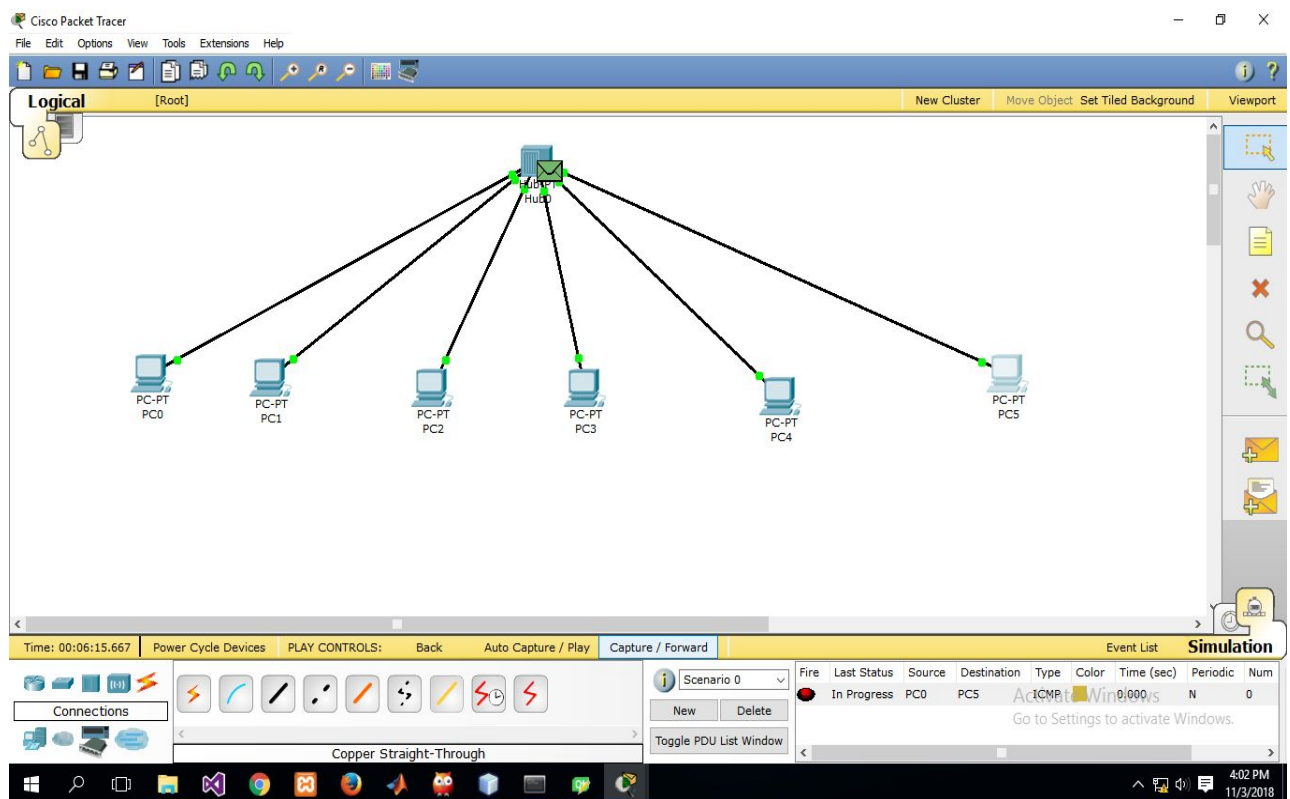 Cisco Packet Tracer
File Edit Options View Tools Extensions Help
Logical [Root] New Cluster Move Object Set Tiled Background Viewport
Hub-PT
Hub0
PC-PT
PC0
PC-PT
PC1
PC-PT
PC2
PC-PT
PC3
PC-PT
PC4
PC-PT
PC5
Time: 00:06:15.667 Power Cycle Devices PLAY CONTROLS: Back Auto Capture / Play Capture / Forward Event List Simulation
Connections
Copper Straight-Through
Scenario 0
New Delete
Toggle PDU List Window
Fire Last Status Source Destination Type Color Time (sec) Periodic Num
In Progress PC0 PC5 ICMP 0.000 N 0
Activate Windows
Go to Settings to activate Windows.
4:02 PM
11/3/2018